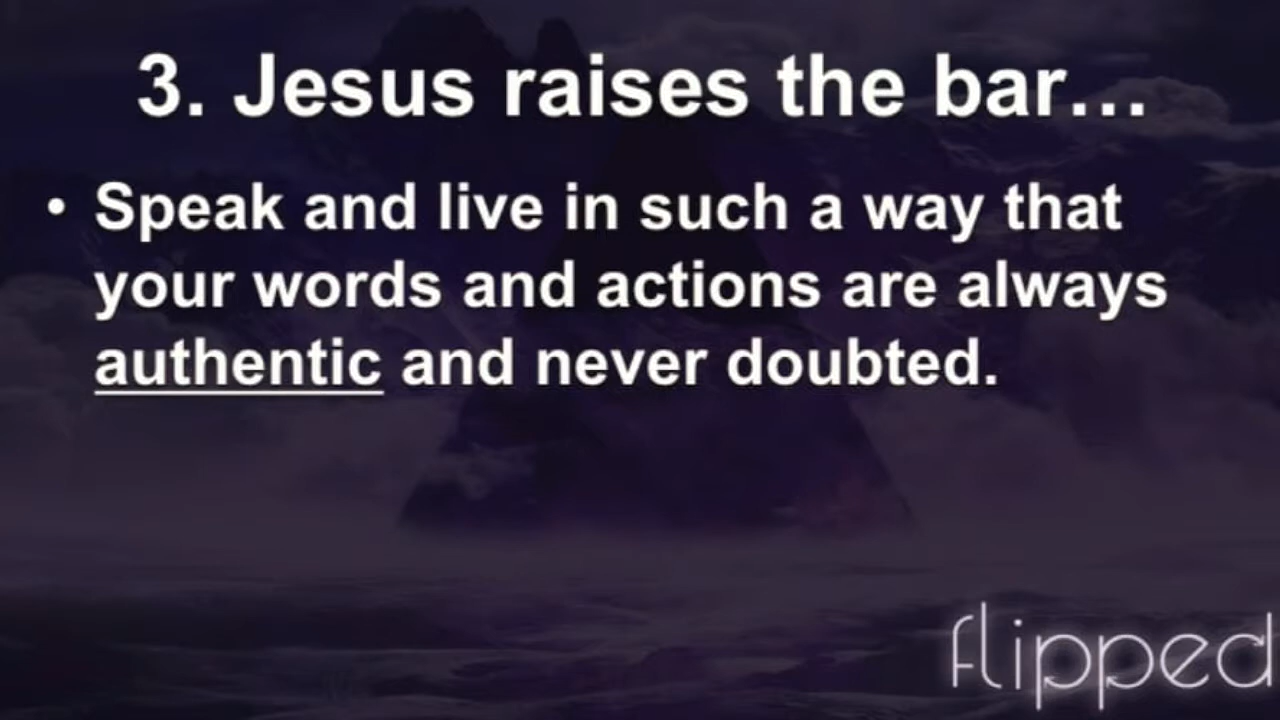 3. Jesus raises the bar…
• Speak and live in such a way that
your words and actions are always
authentic and never doubted.
flipped